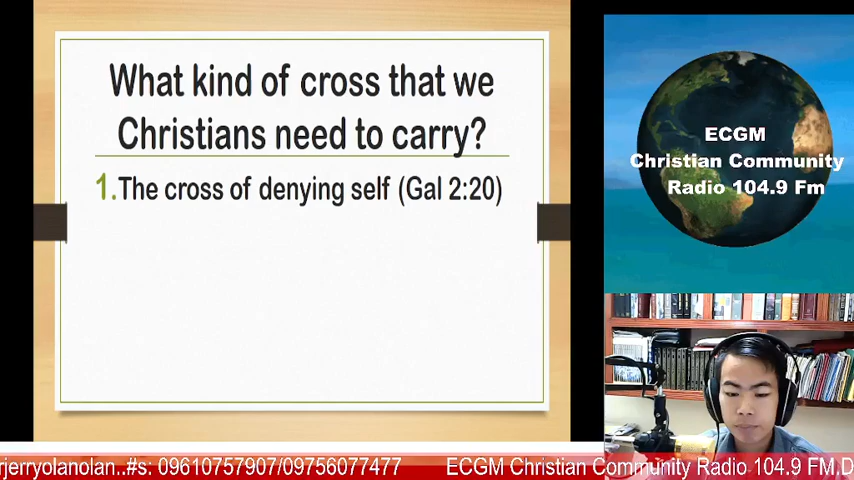 What kind of cross that we
Christians need to carry?
1.The cross of denying self (Gal 2:20)
ECGM
Christian Community
Radio 104.9 Fm
rjerryolanolan..#s: 09610757907/09756077477 ECGM Christian Community Radio 104.9 FM.D